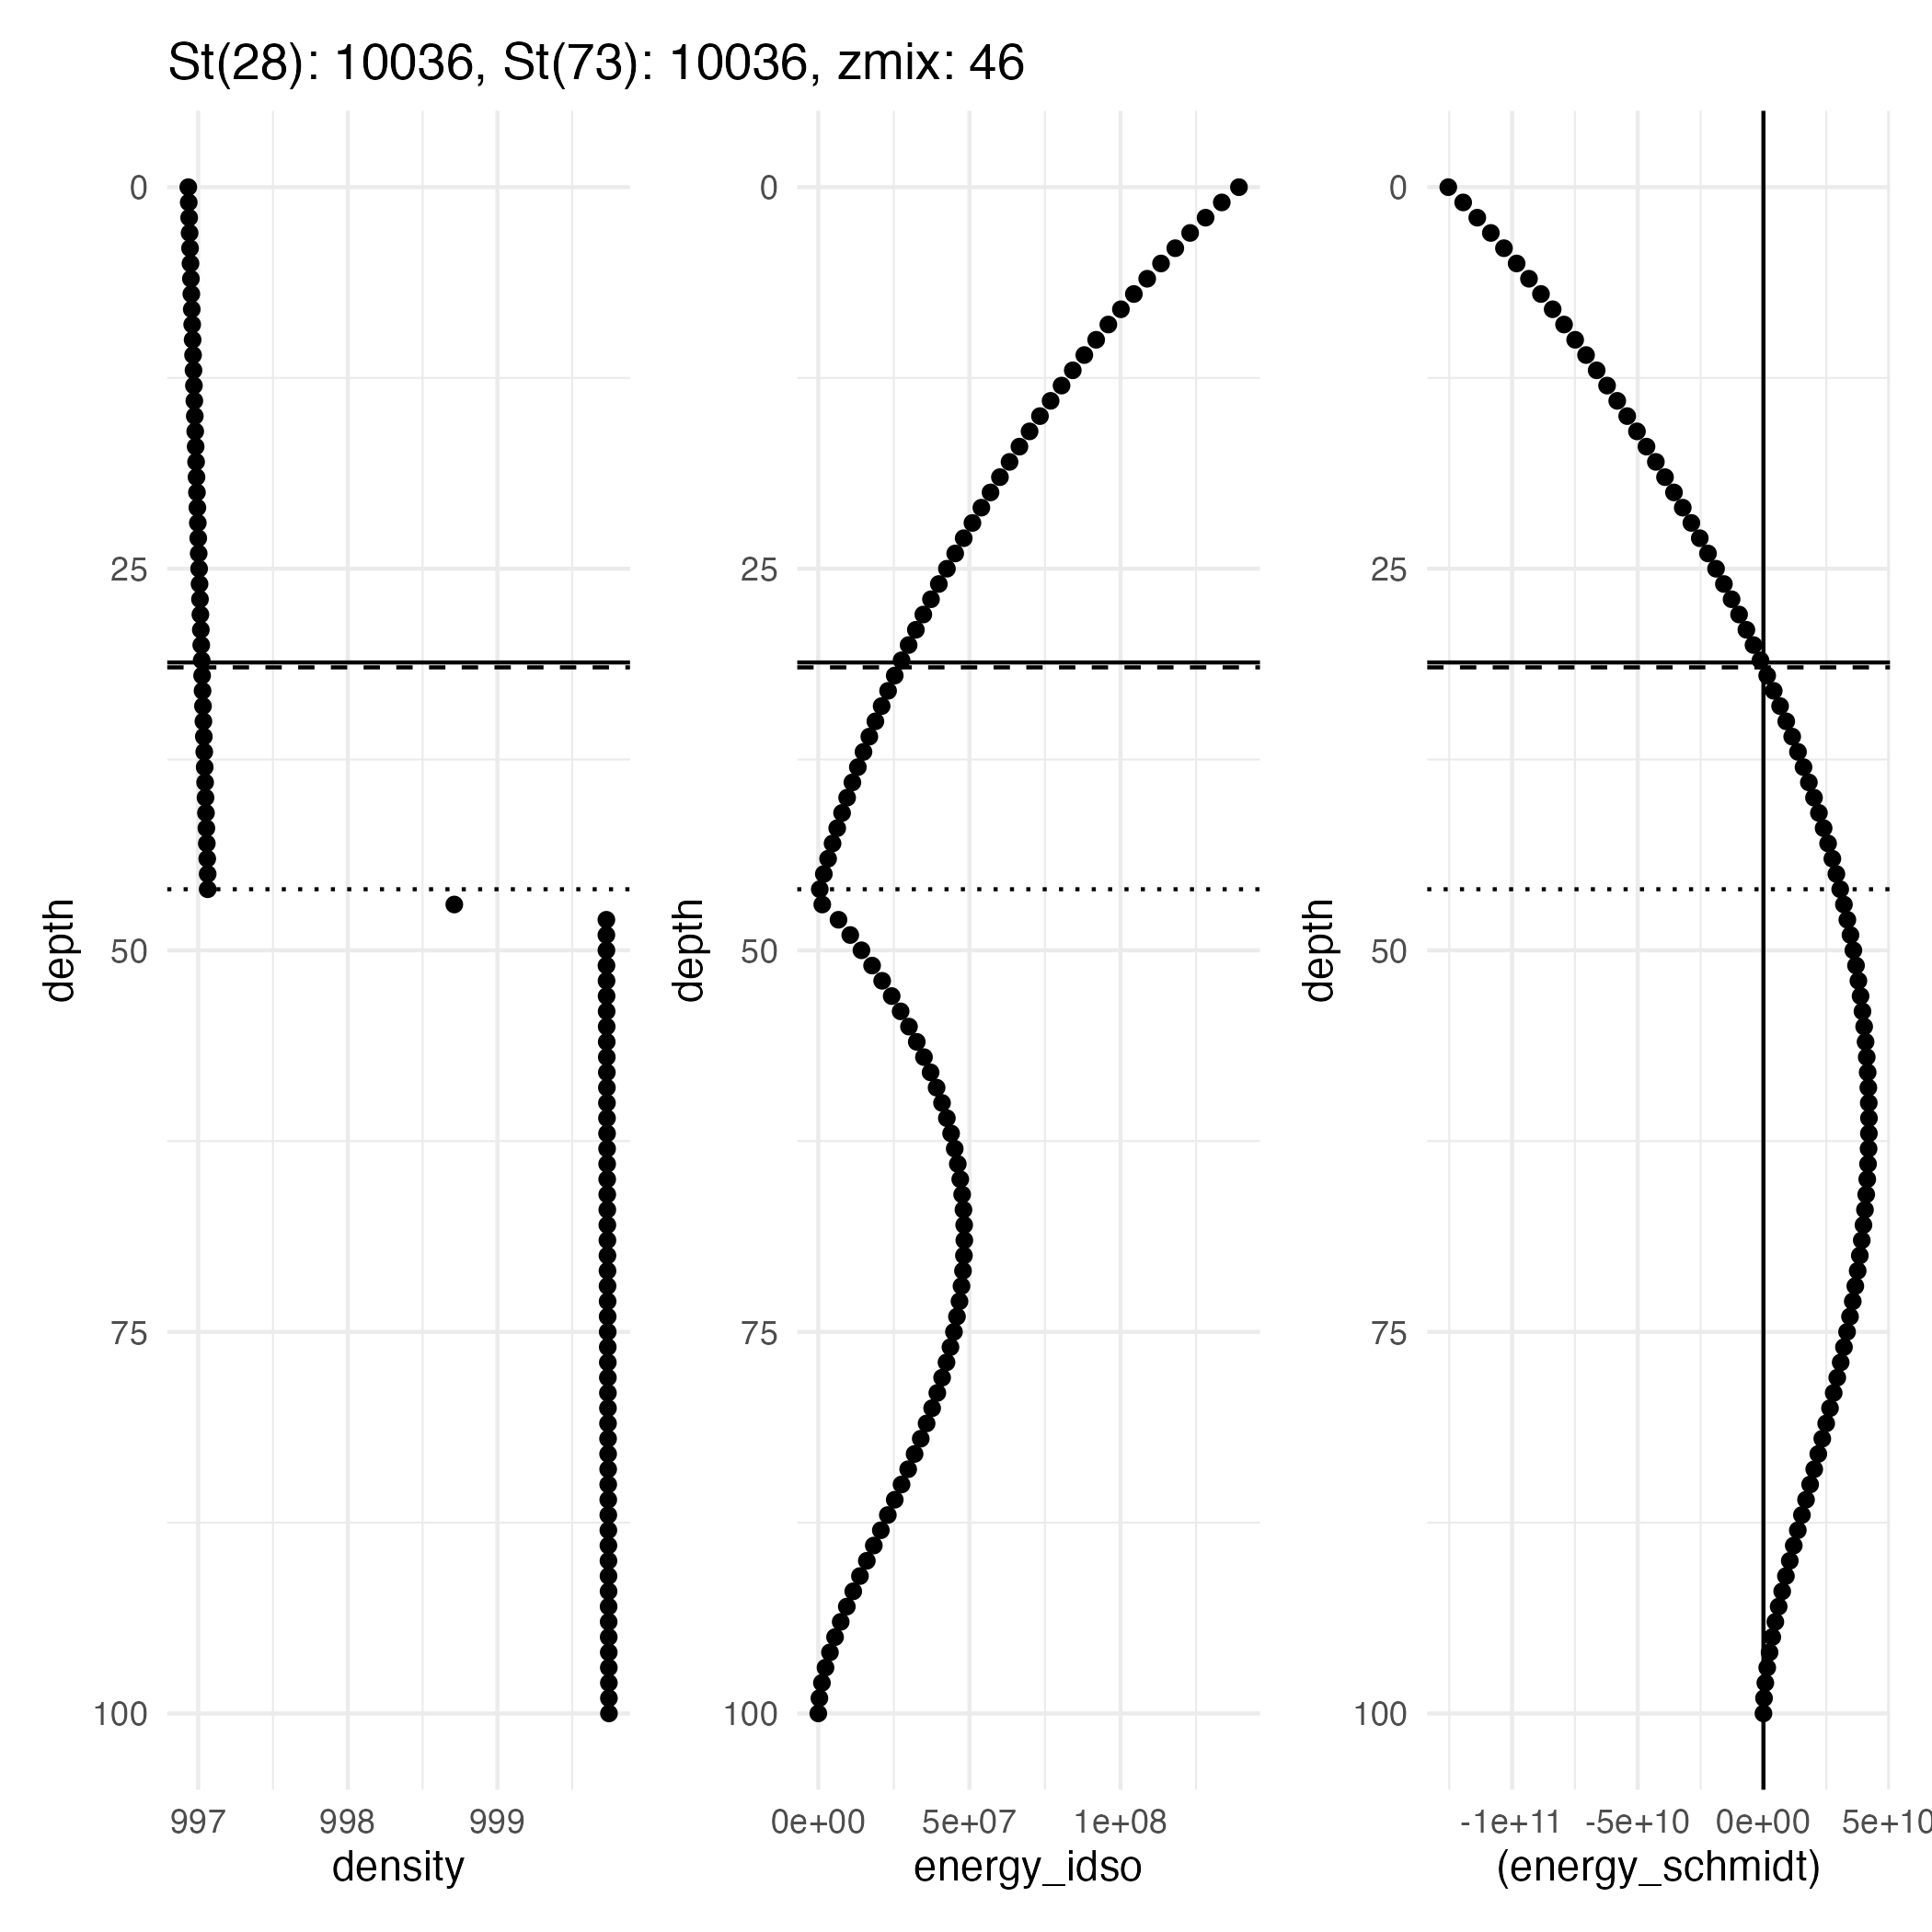 St(28): 10036, St(73): 10036, zmix: 46
0
25
50
75
100
depth
997
998
999
density
0
25
50
75
100
depth
0e+00
5e+07
1e+08
energy_idso
0
25
50
75
100
depth
-1e+11
-5e+10
0e+00
5e+10
(energy_schmidt)